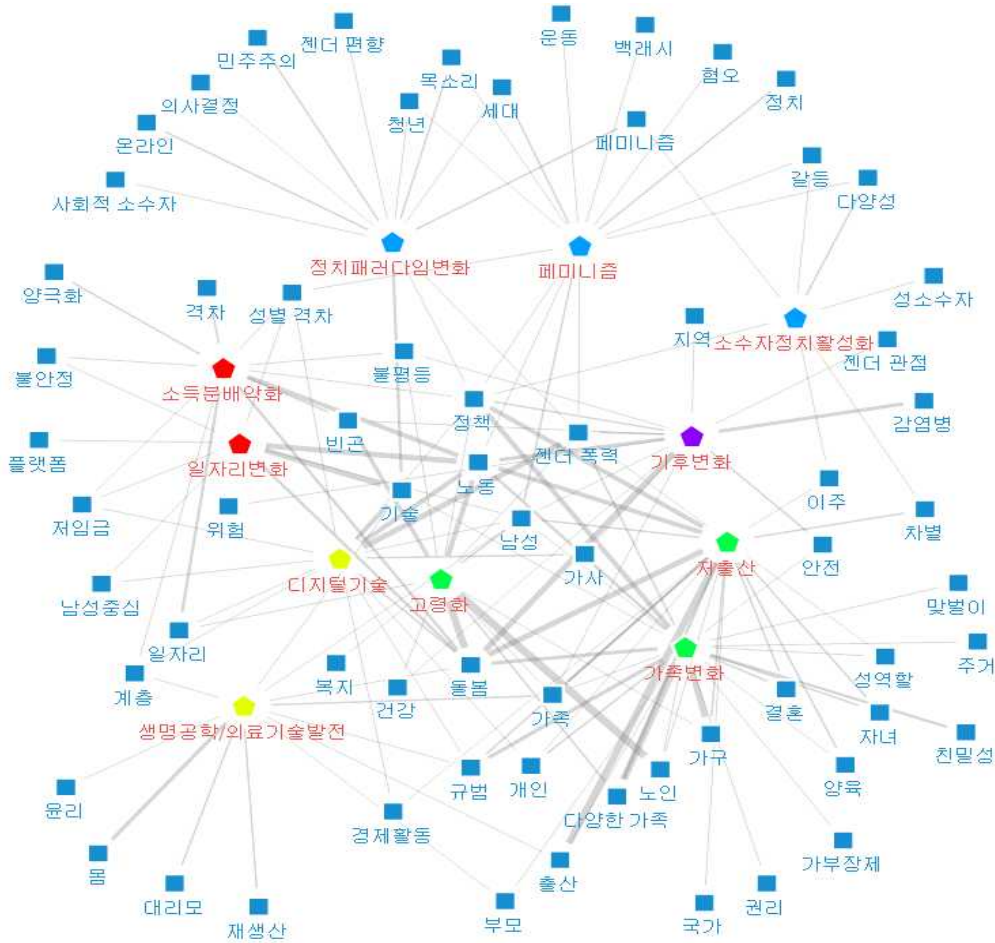 운동
젠더 편향
백래시
민주주의
목소리
혐오
의사결정
세대
정치
청년
온라인
페미니즘
갈등
사회적 소수자
다양성
정치패러다임변화
페미니즘
양극화
격차
성별 격차
성소수자
지역
소수자정치활성화
젠더 관점
불안정
불평등
소득분배악화
정책
빈곤
감염병
플랫폼
일자리변화
젠더 폭력
기후변화
노동
저임금
위험
기술
이주
남성
차별
디지털기술
가사
저출산
안전
남성중심
고령화
맞벌이
일자리
주거
계층
복지
돌봄
가족변화
성역할
건강
가족
결혼
생명공학/의료기술발전
자녀
가구
친밀성
윤리
규범
개인
노인
양육
경제활동
다양한 가족
몸
출산
가부장제
대리모
재생산
부모
국가
권리